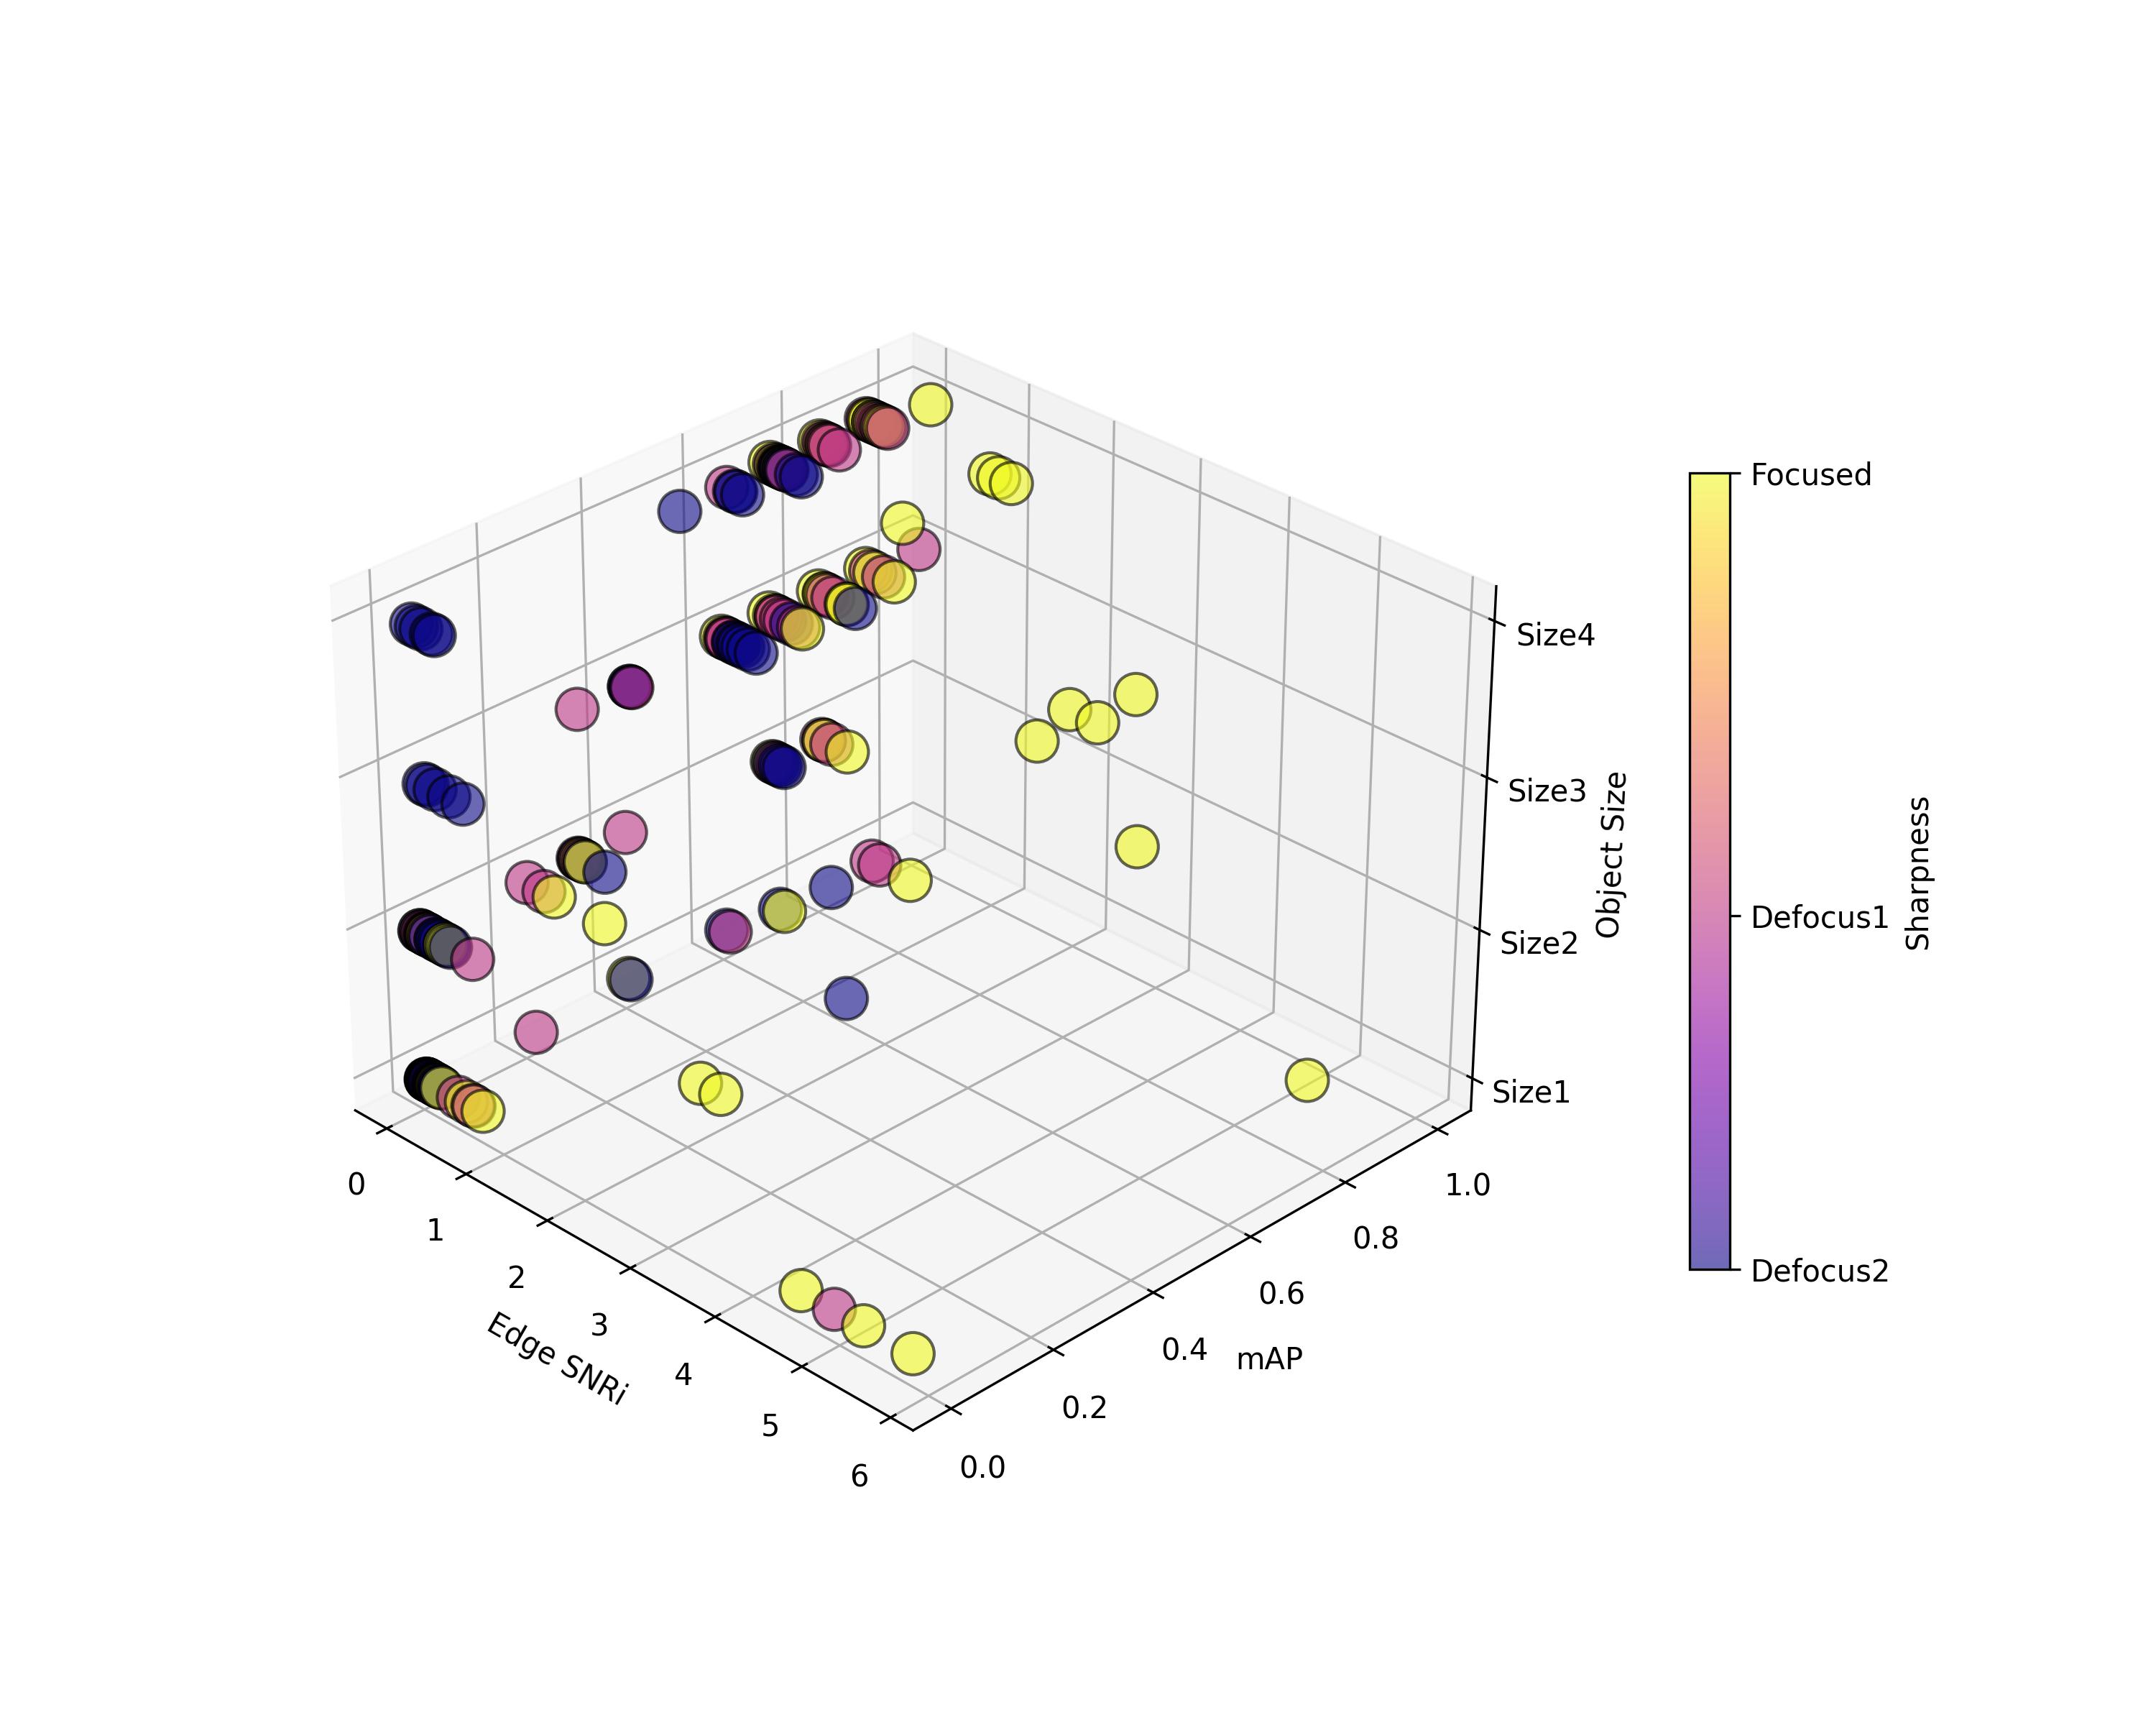 Focused
Defocus1
Defocus2
Sharpness
Size4
Size3
Size2
Size1
Object Size
0
1
2
3
4
5
6
Edge SNRi
0.0
0.2
0.4
0.6
0.8
1.0
mAP